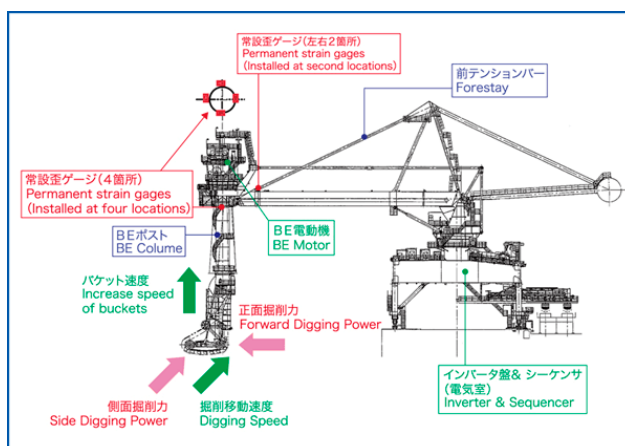 常設歪ゲージ(左右2箇所)
Permanent strain gages
(Installed at second locations)
前テンションバー
Forestay
常設歪ゲージ(4箇所)
Permanent strain gages
(Installed at four locations)
BEポスト
BE Colume
BE電動機
BE Motor
バケット速度
Increase speed
of buckets
正面掘削力
Forward Digging Power
側面掘削力
Side Digging Power
掘削移動速度
Digging Speed
インバータ盤& シーケンサ
(電気室)
Inverter & Sequencer